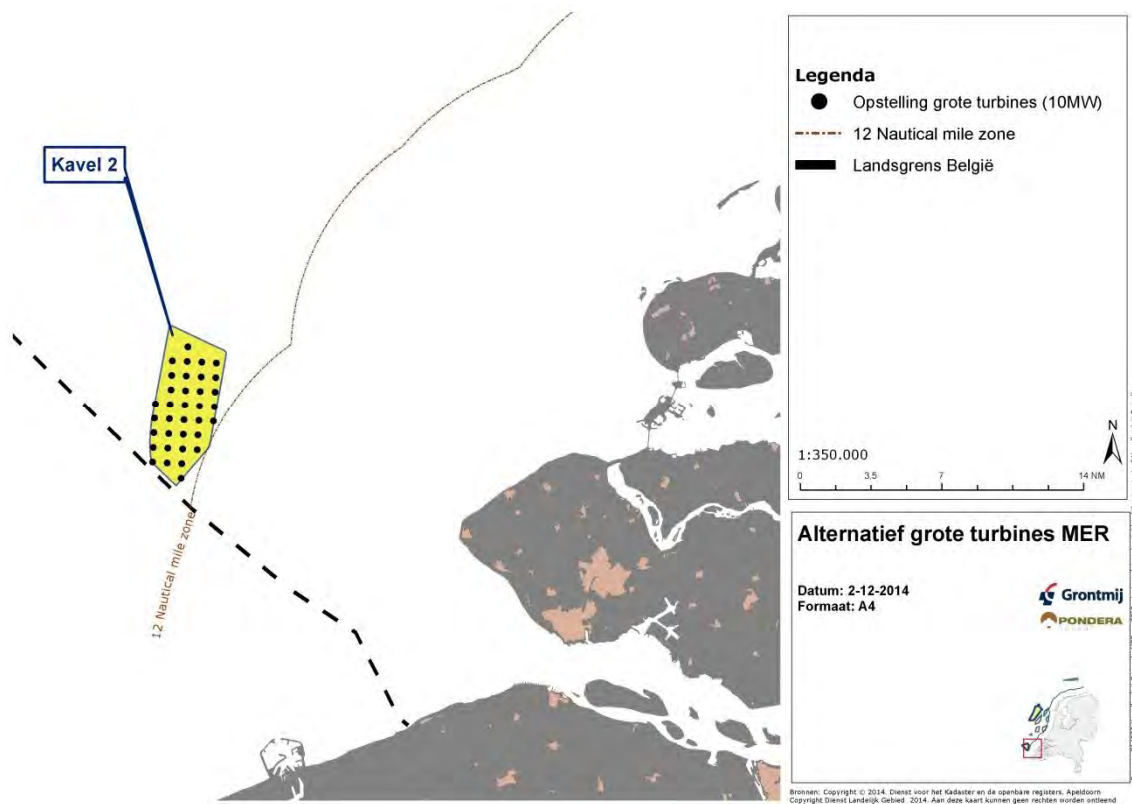 Kavel 2
12 Nautical mile zone
Legenda
Opstelling grote turbines (10MW)
12 Nautical mile zone
Landsgrens België
N
1:350.000
0 3,5 7 14 NM
Alternatief grote turbines MER
Datum: 2-12-2014
Formaat: A4
Grontmij
PONDERA
Bronnen: Copyright © 2014. Dienst voor het Kadaster en de openbare registers, Apeldoorn
Copyright Dienst Landelijk Gebied. 2014. Aan deze kaart kunnen geen rechten worden ontleend